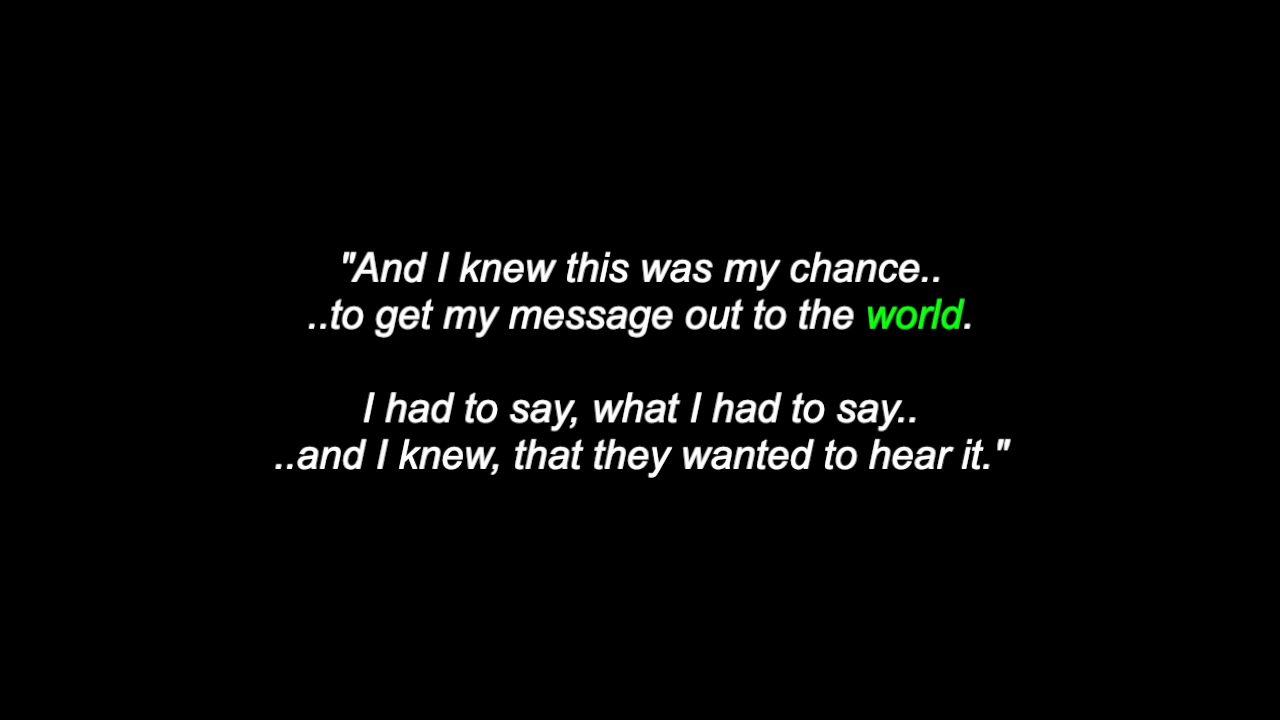 "And I knew this was my chance..
..to get my message out to the world.
I had to say, what I had to say..
..and I knew, that they wanted to hear it."